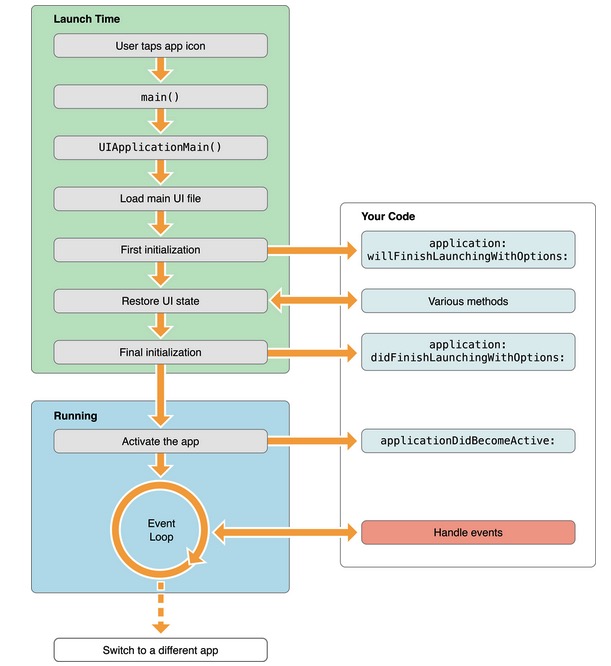 Launch Time
User taps app icon
main()
UIApplicationMain()
Load main UI file
Your Code
First initialization
application:
willFinishLaunchingWithOptions:
Restore UI state
Various methods
Final initialization
application:
didFinishLaunchingWithOptions:
Running
Activate the app
applicationDidBecomeActive:
Event
Loop
Handle events
Switch to a different app